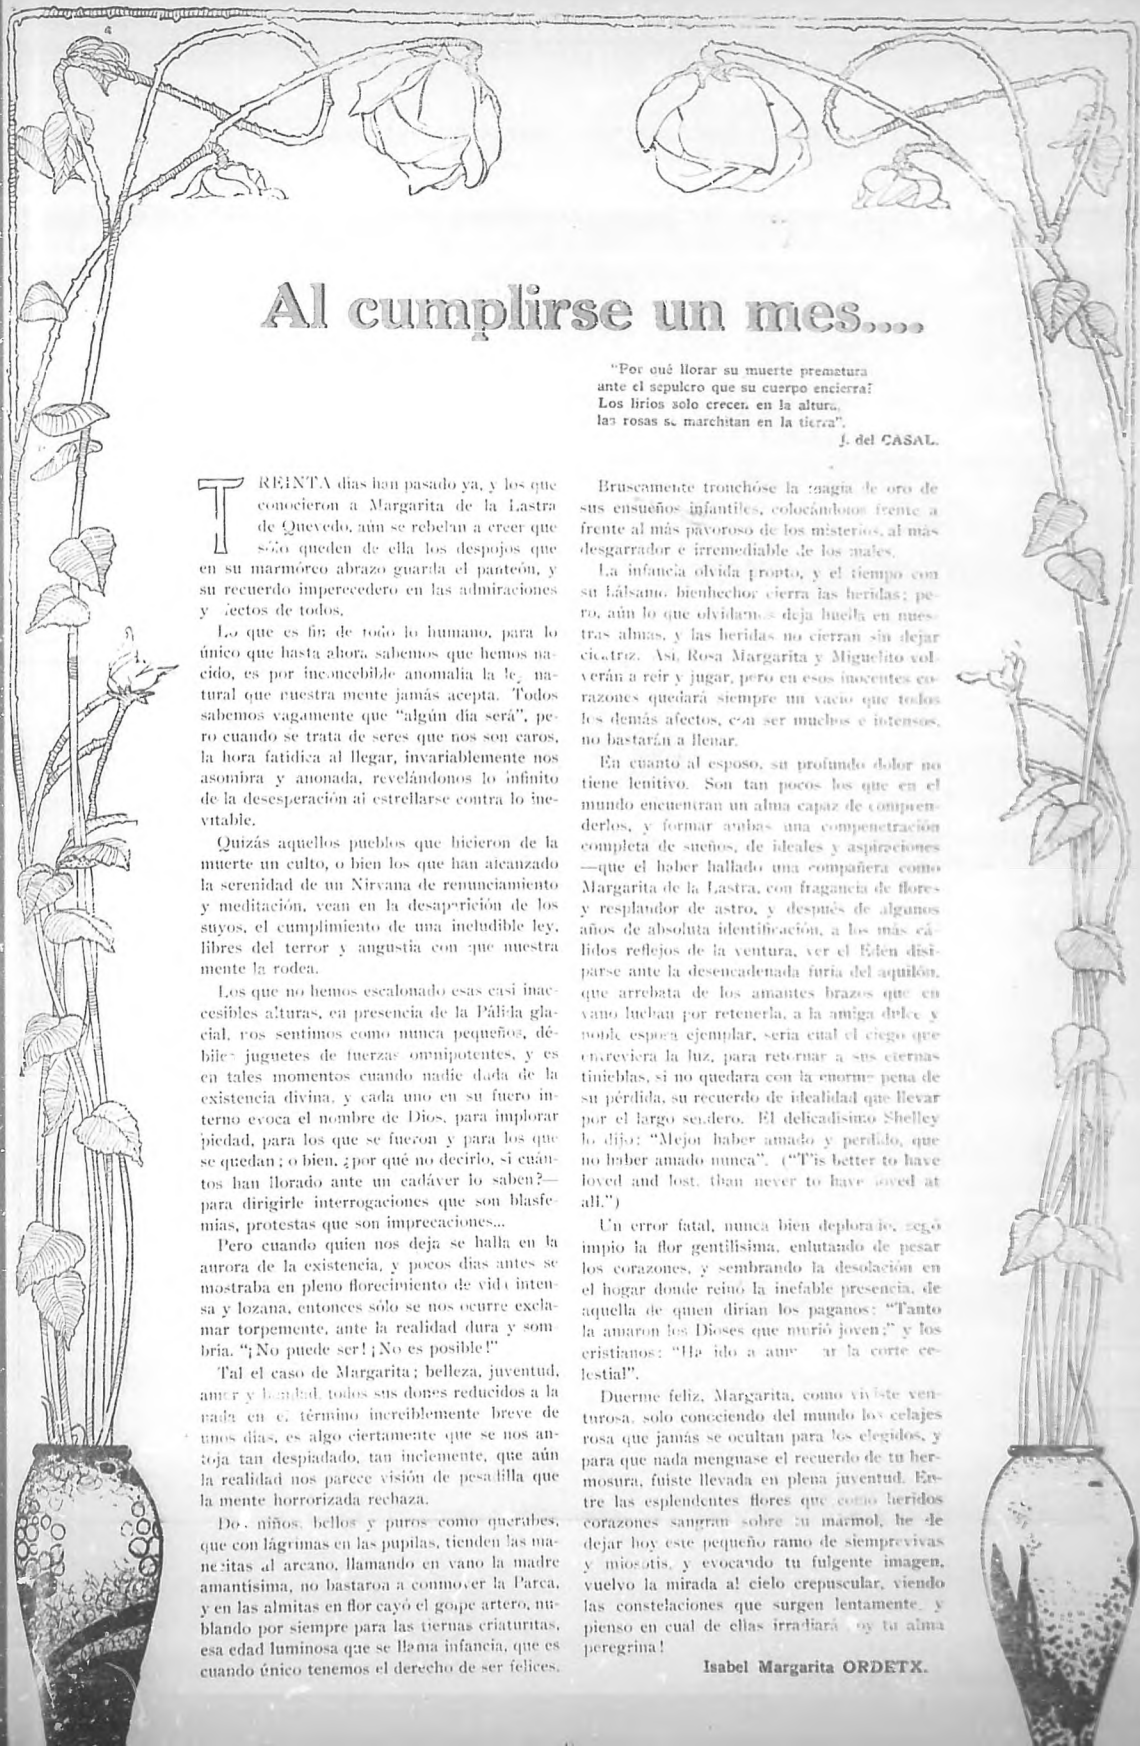 Al cumplirse un mes....
"Por qué llorar su muerte prematura
ante el sepulcro que su cuerpo encierra?
Los lirios solo crecen en la altura,
las rosas se marchitan en la tierra".
J. del CASAL.
TREINTA días han pasado ya, y los que
conocieron a Margarita de la Lastra
de Quevedo, aún se rebelan a creer que
sólo queden de ella los despojos que
en su marmóreo abrazo guarda el panteón, y
su recuerdo imperecedero en las admiraciones
y afectos de todos.
Lo que es fin de todo lo humano, para lo
único que hasta ahora sabemos que hemos na-
cido, es por inconcebible anomalía la ley na-
tural que nuestra mente jamás acepta. Todos
sabemos vagamente que "algún día será", pe-
ro cuando se trata de seres que nos son caros,
la hora fatídica al llegar, invariablemente nos
asombra y anonada, revelándonos lo infinito
de la desesperación al estrellarse contra lo ine-
vitable.
Quizás aquellos pueblos que hicieron de la
muerte un culto, o bien los que han alcanzado
la serenidad de un Nirvana de renunciamiento
y meditación, vean en la desaparición de los
suyos, el cumplimiento de una ineludible ley,
libres del terror y angustia con que nuestra
mente la rodea.
Los que no hemos escalonado esas casi inac-
cesibles alturas, en presencia de la Pálida gla-
cial, nos sentimos como nunca pequeños, dé-
biles juguetes de fuerzas omnipotentes, y es
en tales momentos cuando nadie duda de la
existencia divina, y cada uno en su fuero in-
terno evoca el nombre de Dios, para implorar
piedad, para los que se fueron y para los que
se quedan; o bien, ¿por qué no decirlo, si cuán-
tos han llorado ante un cadáver lo saben?—
para dirigirle interrogaciones que son blasfe-
mias, protestas que son imprecaciones...
Pero cuando quien nos deja se halla en la
aurora de la existencia, y pocos días antes se
mostraba en pleno florecimiento de vida inten-
sa y lozana, entonces sólo se nos ocurre excla-
mar torpemente, ante la realidad dura y som-
bría, "¡No puede ser! ¡No es posible!"
Tal el caso de Margarita; belleza, juventud,
amor y bondad, todos sus dones reducidos a la
nada en el término increiblemente breve de
unos días, es algo ciertamente que se nos an-
toja tan despiadado, tan inclemente, que aún
la realidad nos parece visión de pesadilla que
la mente horrorizada rechaza.
Dos niños, bellos y puros como querubes,
que con lágrimas en las pupilas, tienden las ma-
necitas al arcano, llamando en vano la madre
amantísima, no bastaron a conmover la Parca,
y en las almitas en flor cayó el golpe artero, nu-
blando por siempre para las tiernas criaturitas,
esa edad luminosa que se llama infancia, que es
cuando único tenemos el derecho de ser felices.
Bruscamente tronchóse la magia de oro de
sus ensueños infantiles, colocándolos frente a
frente al más pavoroso de los misterios, al más
desgarrador e irremediable de los males.
La infancia olvida pronto, y el tiempo con
su bálsamo bienhechor cierra las heridas; pe-
ro, aún lo que olvidamos deja huella en nues-
tras almas, y las heridas no cierran sin dejar
cicatriz. Así, Rosa Margarita y Miguelito vol-
verán a reir y jugar, pero en esos inocentes co-
razones quedará siempre un vacío que todos
los demás afectos, con ser muchos e intensos,
no bastarán a llenar.
En cuanto al esposo, su profundo dolor no
tiene lenitivo. Son tan pocos los que en el
mundo encuentran un alma capaz de compren-
derlos, y formar ambas una compenetración
completa de sueños, de ideales y aspiraciones
—que el haber hallado una compañera como
Margarita de la Lastra, con fragancia de flores
y resplandor de astro, y después de algunos
años de absoluta identificación, a los más cá-
lidos reflejos de la ventura, ver el Edén disi-
parse ante la desencadenada furia del aquilón,
que arrebata de los amantes brazos que en
vano luchan por retenerla, a la amiga dulce y
noble esposa ejemplar, sería cual el ciego que
entreviera la luz, para retornar a sus eternas
tinieblas, si no quedara con la enorme pena de
su pérdida, su recuerdo de idealidad que llevar
por el largo sendero. El delicadísimo Shelley
lo dijo: "Mejor haber amado y perdido, que
no haber amado nunca". ("T'is better to have
loved and lost, than never to have loved at
all.")
Un error fatal, nunca bien deplorado, segó
impío la flor gentilísima, enlutando de pesar
los corazones, y sembrando la desolación en
el hogar donde reinó la inefable presencia, de
aquella de quien dirían los paganos: "Tanto
la amaron los Dioses que murió joven;" y los
cristianos: "Ha ido a la corte ce-
lestial".
Duerme feliz, Margarita, como viviste ven-
turosa, solo conociendo del mundo los celajes
rosa que jamás se ocultan para los elegidos, y
para que nada menguase el recuerdo de tu her-
mosura, fuiste llevada en plena juventud. En-
tre las esplendentes flores que como heridos
corazones sangran sobre tu mármol, he de
dejar hoy este pequeño ramo de siemprevivas
y miosotis, y evocando tu fulgente imagen,
vuelvo la mirada al cielo crepuscular, viendo
las constelaciones que surgen lentamente y
pienso en cual de ellas irradiará hoy tu alma
peregrina!
Isabel Margarita ORDETX.